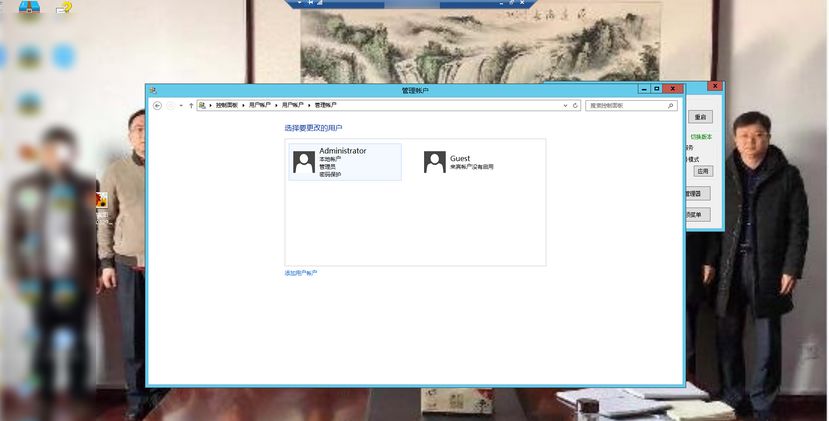 管理帐户
控制面板 ▸ 用户帐户 ▸ 用户帐户 ▸ 管理帐户
搜索控制面板
选择要更改的用户
Administrator
本地帐户
管理员
密码保护
Guest
来宾帐户没有启用
添加用户帐户
重启
切换版本
模式
应用
管理器
菜单